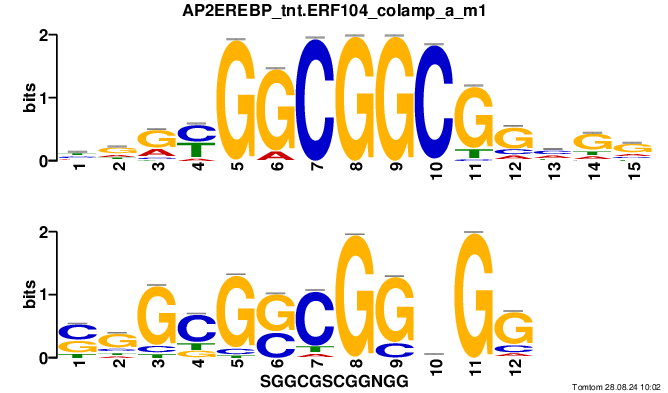 AP2EREBP_tnt.ERF104_colamp_a_m1
2
bits
1
0
1 2 3 4 5 6 7 8 9 10 11 12 13 14 15
GGCGGC
2
bits
1
0
1 2 3 4 5 6 7 8 9 10 11 12
SGGCGSCGGNGG
Tomtom 28.08.24 10:02